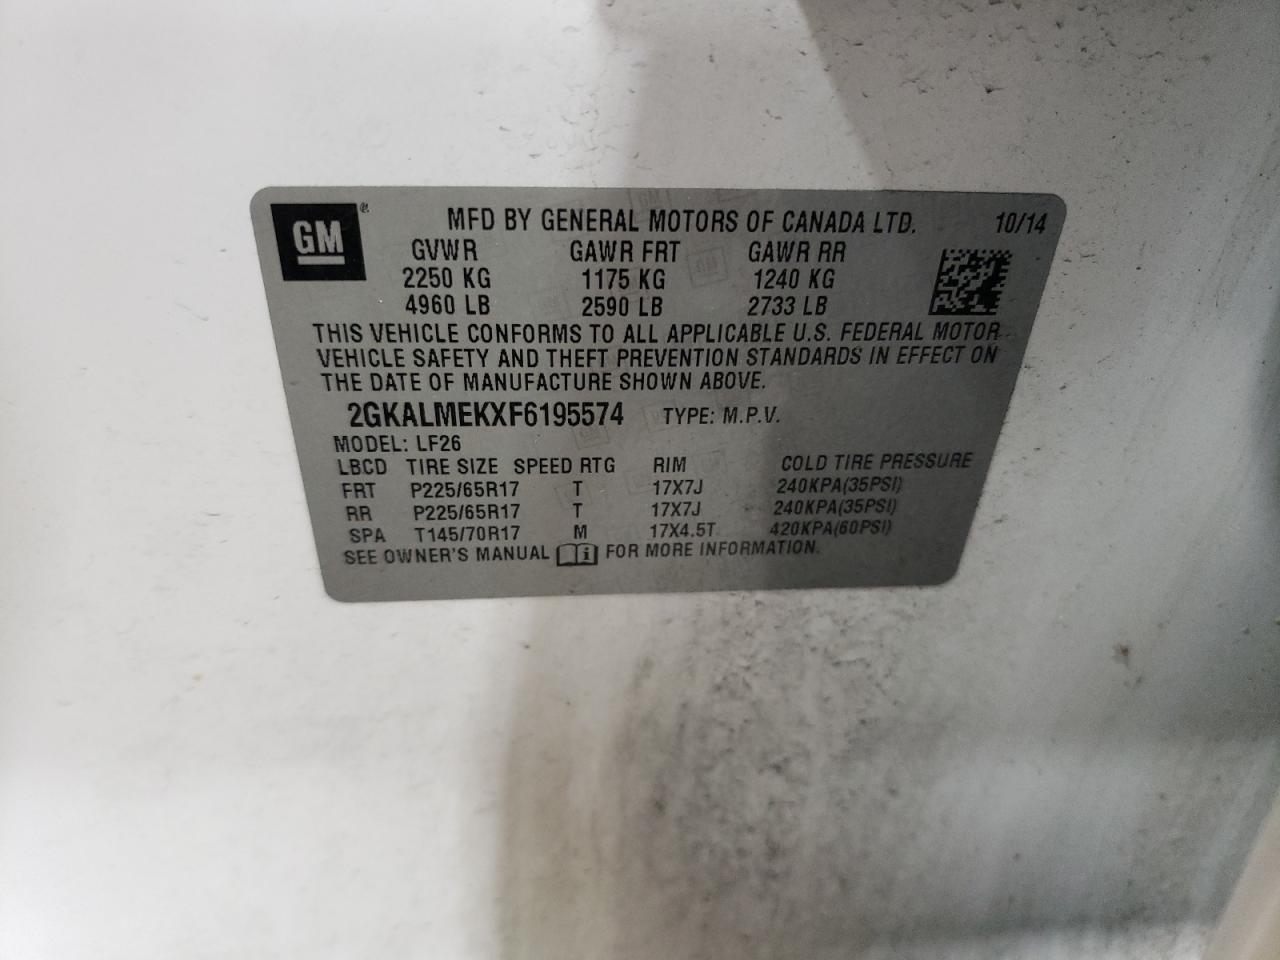 GM ®
MFD BY GENERAL MOTORS OF CANADA LTD. 10/14
GVWR GAWR FRT GAWR RR
2250 KG 1175 KG 1240 KG
4960 LB 2590 LB 2733 LB
THIS VEHICLE CONFORMS TO ALL APPLICABLE U.S. FEDERAL MOTOR
VEHICLE SAFETY AND THEFT PREVENTION STANDARDS IN EFFECT ON
THE DATE OF MANUFACTURE SHOWN ABOVE.
2GKALMEKXF6195574 TYPE: M.P.V.
MODEL: LF26
LBCD TIRE SIZE SPEED RTG RIM COLD TIRE PRESSURE
FRT P225/65R17 T 17X7J 240KPA(35PSI)
RR P225/65R17 T 17X7J 240KPA(35PSI)
SPA T145/70R17 M 17X4.5T 420KPA(60PSI)
SEE OWNER'S MANUAL i FOR MORE INFORMATION.